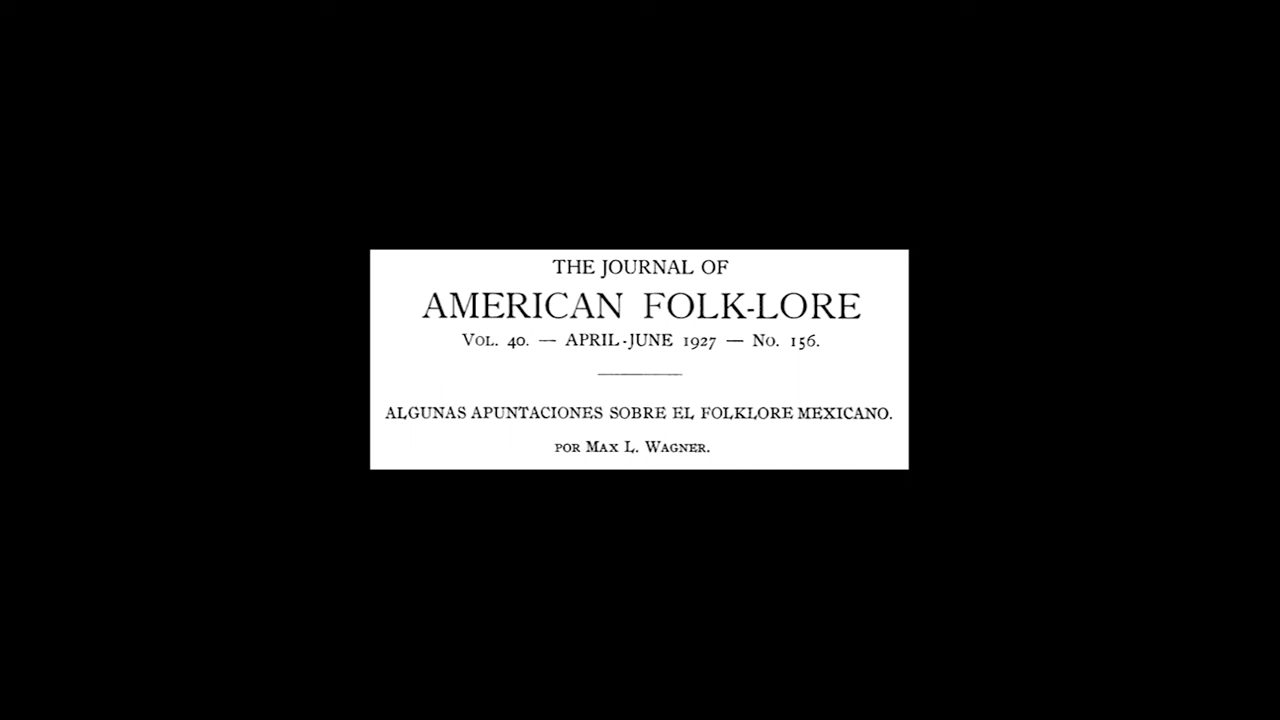 THE JOURNAL OF
AMERICAN FOLK-LORE
VOL. 40. — APRIL-JUNE 1927 — No. 156.
ALGUNAS APUNTACIONES SOBRE EL FOLKLORE MEXICANO.
POR MAX L. WAGNER.